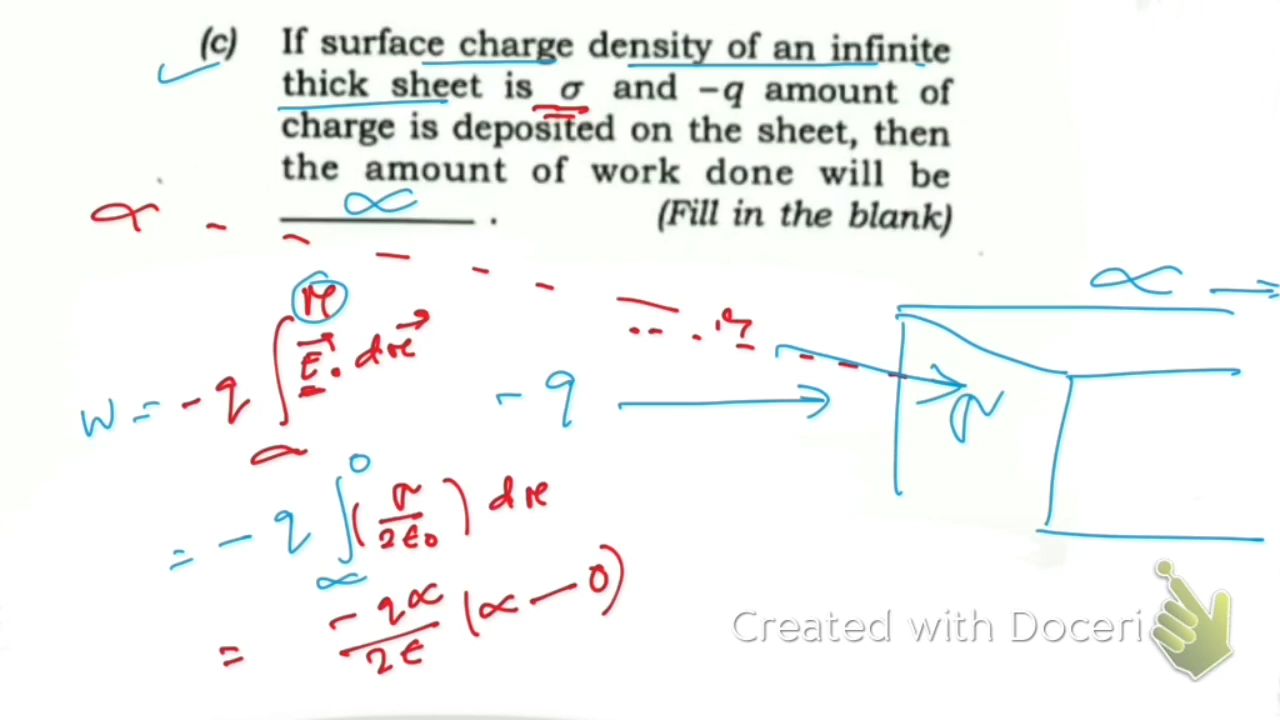 (c) If surface charge density of an infinite
thick sheet is σ and −q amount of
charge is deposited on the sheet, then
the amount of work done will be
∝ .
(Fill in the blank)
∝
∝
W = - q ∫ E . dr
- q
σ
= - q ∫ ( σ / 2ε₀ ) dr
0
∞
= - qα / 2ε (∝ - 0)
Created with Doceri